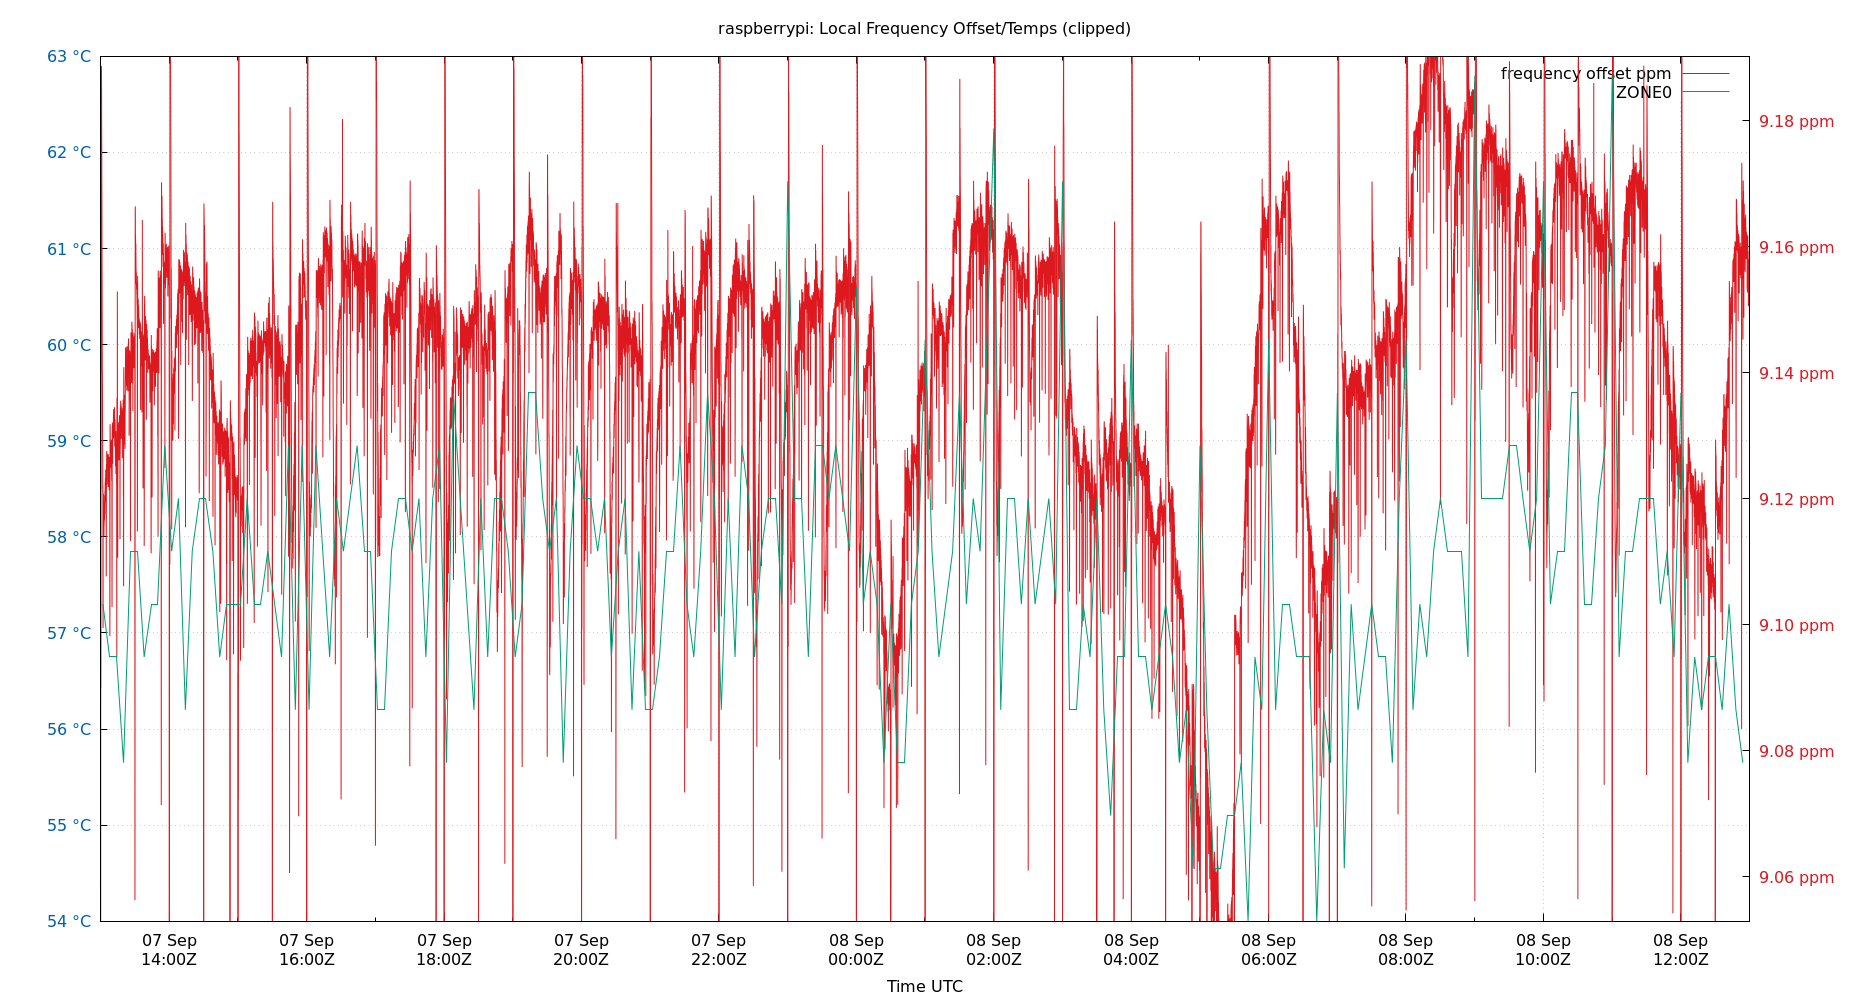 raspberrypi: Local Frequency Offset/Temps (clipped)
63 °C
62 °C
61 °C
60 °C
59 °C
58 °C
57 °C
56 °C
55 °C
54 °C
frequency offset ppm
ZONE0
9.18 ppm
9.16 ppm
9.14 ppm
9.12 ppm
9.10 ppm
9.08 ppm
9.06 ppm
07 Sep
14:00Z
07 Sep
16:00Z
07 Sep
18:00Z
07 Sep
20:00Z
07 Sep
22:00Z
08 Sep
00:00Z
08 Sep
02:00Z
08 Sep
04:00Z
08 Sep
06:00Z
08 Sep
08:00Z
08 Sep
10:00Z
08 Sep
12:00Z
Time UTC